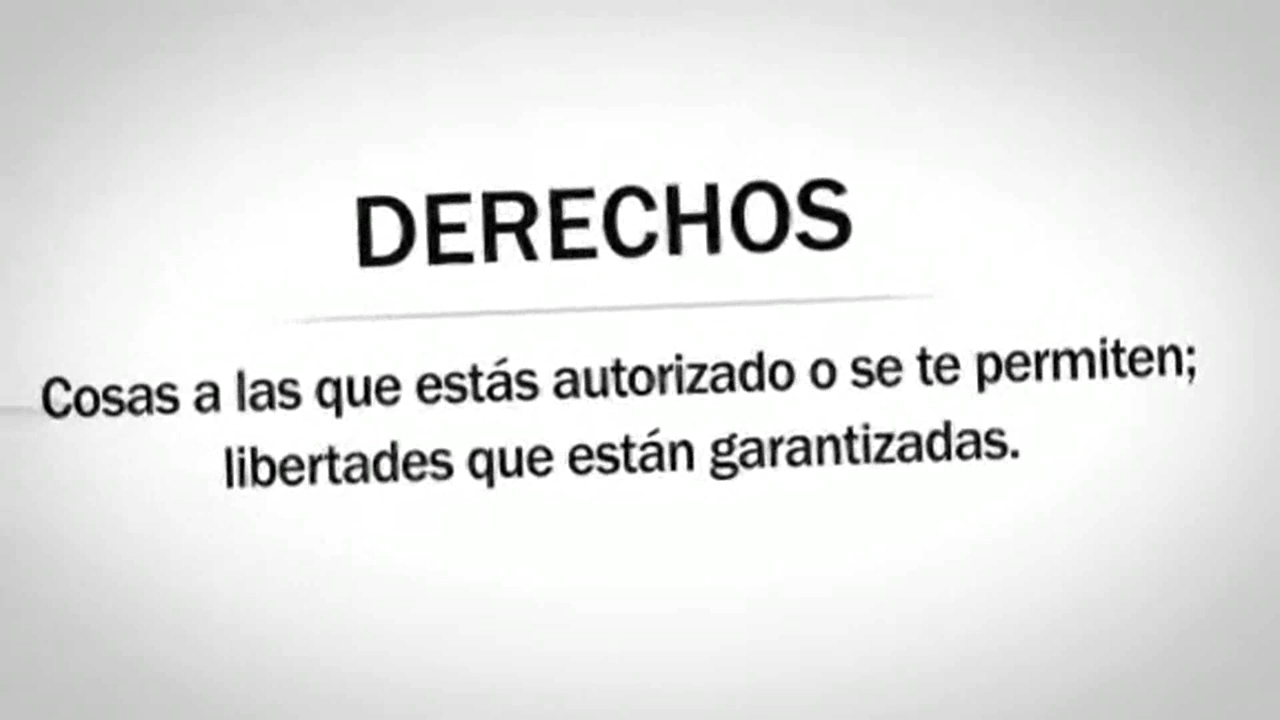 DERECHOS
Cosas a las que estás autorizado o se te permiten;
libertades que están garantizadas.